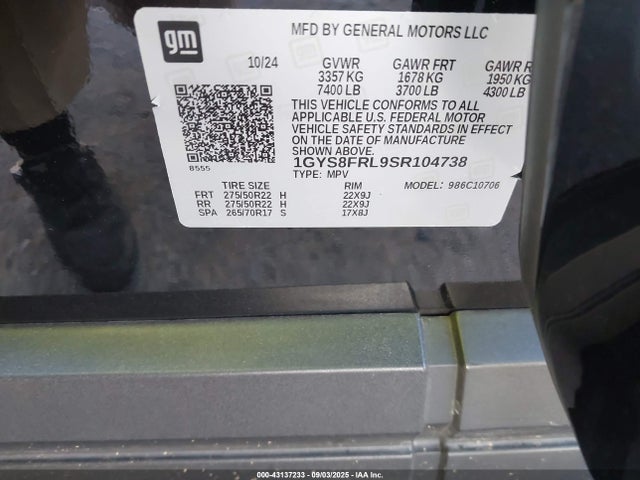 gm
MFD BY GENERAL MOTORS LLC
10/24 GVWR GAWR FRT GAWR R
3357 KG 1678 KG 1950 KG
7400 LB 3700 LB 4300 LB
THIS VEHICLE CONFORMS TO ALL
APPLICABLE U.S. FEDERAL MOTOR
VEHICLE SAFETY STANDARDS IN EFFECT
ON THE DATE OF MANUFACTURE
SHOWN ABOVE.
8555
1GYS8FRL9SR104738
TYPE: MPV
TIRE SIZE RIM MODEL: 986C10706
FRT 275/50R22 H 22X9J
RR 275/50R22 H 22X9J
SPA 265/70R17 S 17X8J
000-43137233 - 09/03/2025 - IAA Inc.